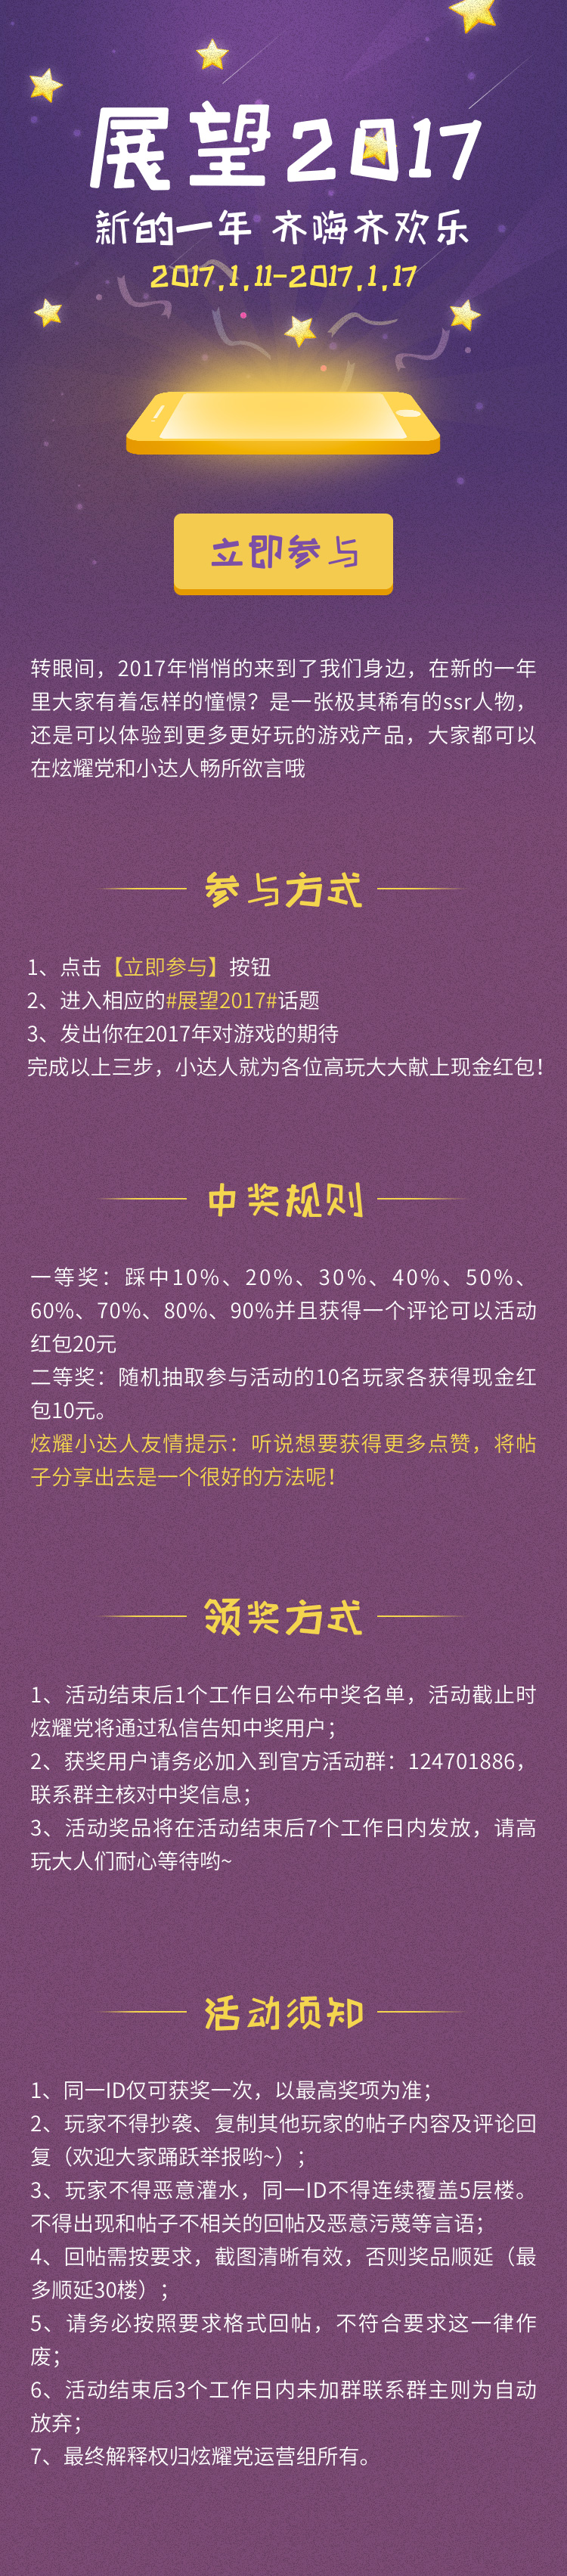 展望2017
新的一年 齐嗨齐欢乐
2017.1.11-2017.1.17
立即参与
转眼间，2017年悄悄的来到了我们身边，在新的一年
里大家有着怎样的憧憬？是一张极其稀有的ssr人物，
还是可以体验到更多更好玩的游戏产品，大家都可以
在炫耀党和小达人畅所欲言哦
参与方式
1、点击【立即参与】按钮
2、进入相应的#展望2017#话题
3、发出你在2017年对游戏的期待
完成以上三步，小达人就为各位高玩大大献上现金红包！
中奖规则
一等奖：踩中10%、20%、30%、40%、50%、
60%、70%、80%、90%并且获得一个评论可以活动
红包20元
二等奖：随机抽取参与活动的10名玩家各获得现金红
包10元。
炫耀小达人友情提示：听说想要获得更多点赞，将帖
子分享出去是一个很好的方法呢！
领奖方式
1、活动结束后1个工作日公布中奖名单，活动截止时
炫耀党将通过私信告知中奖用户；
2、获奖用户请务必加入到官方活动群：124701886，
联系群主核对中奖信息；
3、活动奖品将在活动结束后7个工作日内发放，请高
玩大人们耐心等待哟~
活动须知
1、同一ID仅可获奖一次，以最高奖项为准；
2、玩家不得抄袭、复制其他玩家的帖子内容及评论回
复（欢迎大家踊跃举报哟~）；
3、玩家不得恶意灌水，同一ID不得连续覆盖5层楼。
不得出现和帖子不相关的回帖及恶意污蔑等言语；
4、回帖需按要求，截图清晰有效，否则奖品顺延（最
多顺延30楼）；
5、请务必按照要求格式回帖，不符合要求这一律作
废；
6、活动结束后3个工作日内未加群联系群主则为自动
放弃；
7、最终解释权归炫耀党运营组所有。